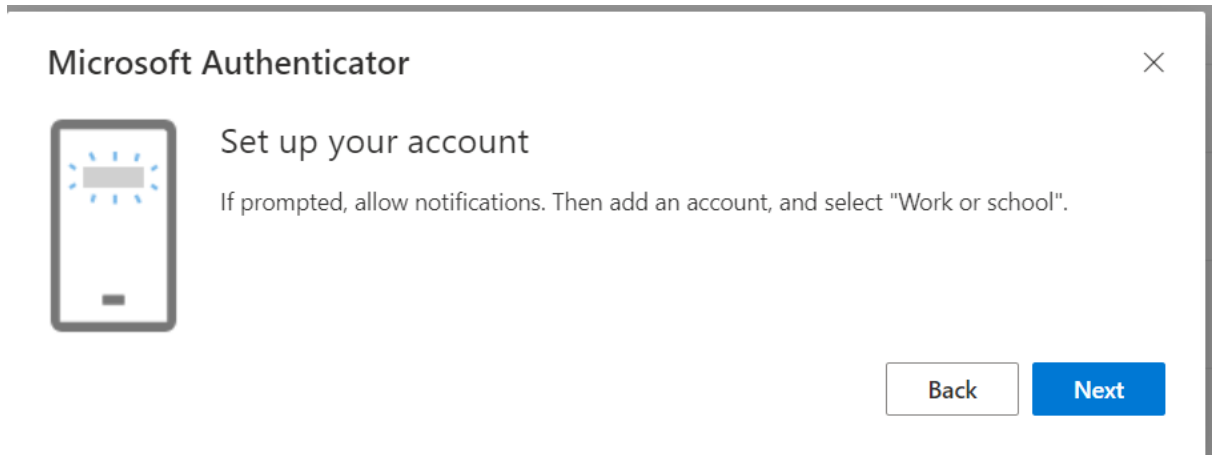 Microsoft Authenticator
Set up your account
If prompted, allow notifications. Then add an account, and select "Work or school".
Back
Next